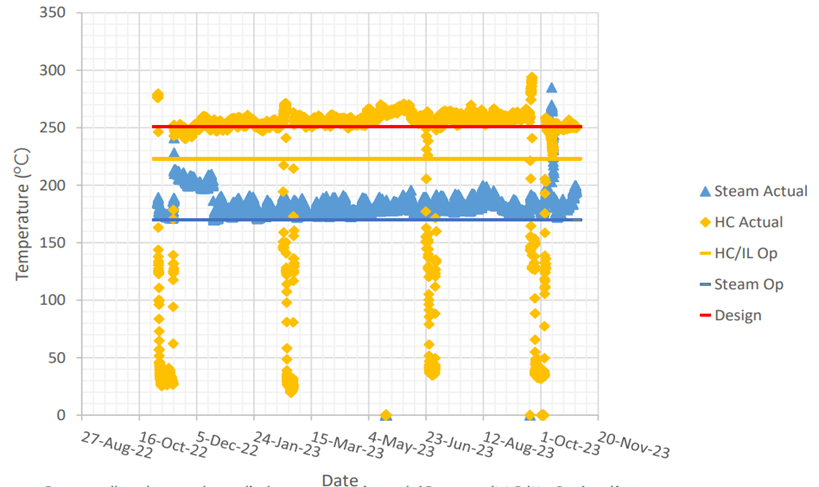 350
300
250
200
150
100
50
0
Temperature (°C)
27-Aug-22
16-Oct-22
5-Dec-22
24-Jan-23
15-Mar-23
4-May-23
23-Jun-23
12-Aug-23
1-Oct-23
20-Nov-23
Date
Steam Actual
HC Actual
HC/IL Op
Steam Op
Design